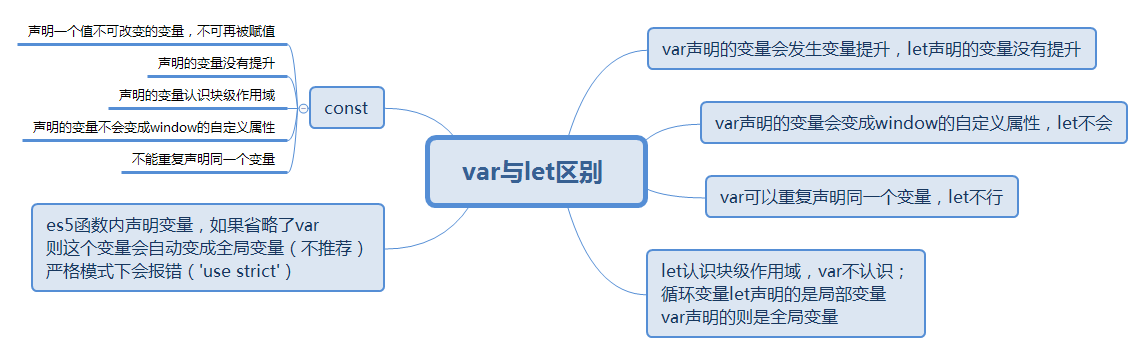 var与let区别
var声明的变量会发生变量提升，let声明的变量没有提升
var声明的变量会变成window的自定义属性，let不会
var可以重复声明同一个变量，let不行
let认识块级作用域，var不认识；
循环变量let声明的是局部变量
var声明的则是全局变量
const
声明一个值不可改变的变量，不可再被赋值
声明的变量没有提升
声明的变量认识块级作用域
声明的变量不会变成window的自定义属性
不能重复声明同一个变量
es5函数内声明变量，如果省略了var
则这个变量会自动变成全局变量（不推荐）
严格模式下会报错（'use strict'）